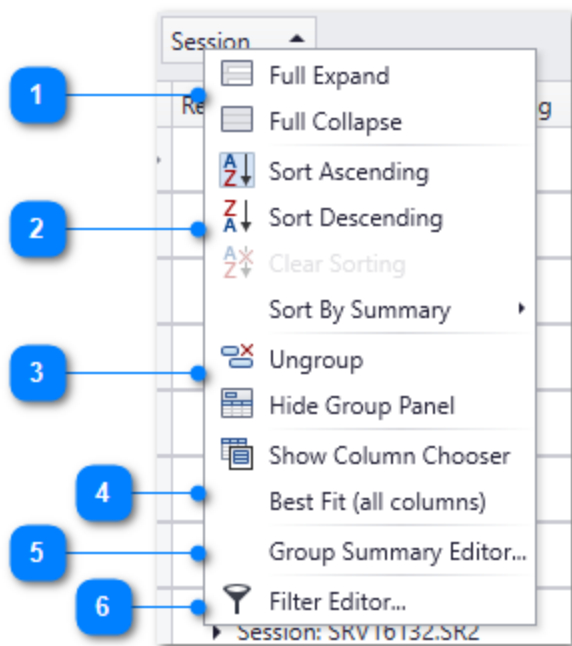 Session
1
Full Expand
Re
g
Full Collapse
Sort Ascending
2
Sort Descending
Clear Sorting
Sort By Summary
3
Ungroup
Hide Group Panel
Show Column Chooser
4
Best Fit (all columns)
5
Group Summary Editor...
6
Filter Editor...
Session: SRV16132.SR2